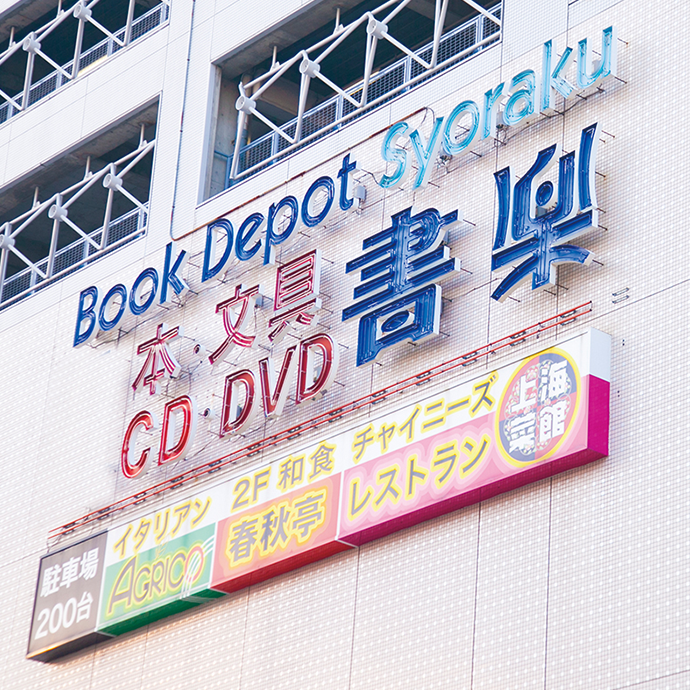 Book Depot Syoraku
本・文具 書楽
CD・DVD
駐車場
200台
イタリアン
AGRICO
2F 和食
春秋亭
チャイニーズ
レストラン
上海
菜館